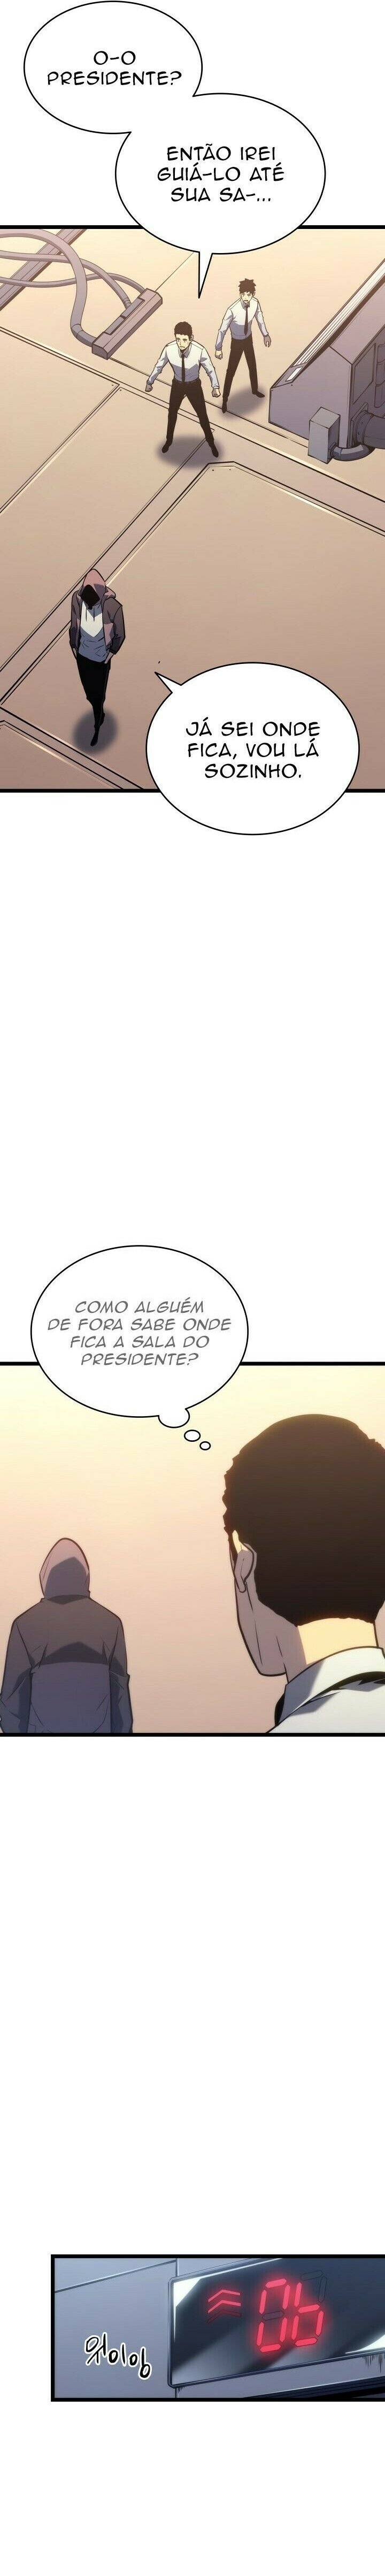 O-O
PRESIDENTE?
ENTÃO IREI
GUIÁ-LO ATÉ
SUA SA-...
JÁ SEI ONDE
FICA, VOU LÁ
SOZINHO.
COMO ALGUÉM
DE FORA SABE ONDE
FICA A SALA DO
PRESIDENTE?
06
위이이잉